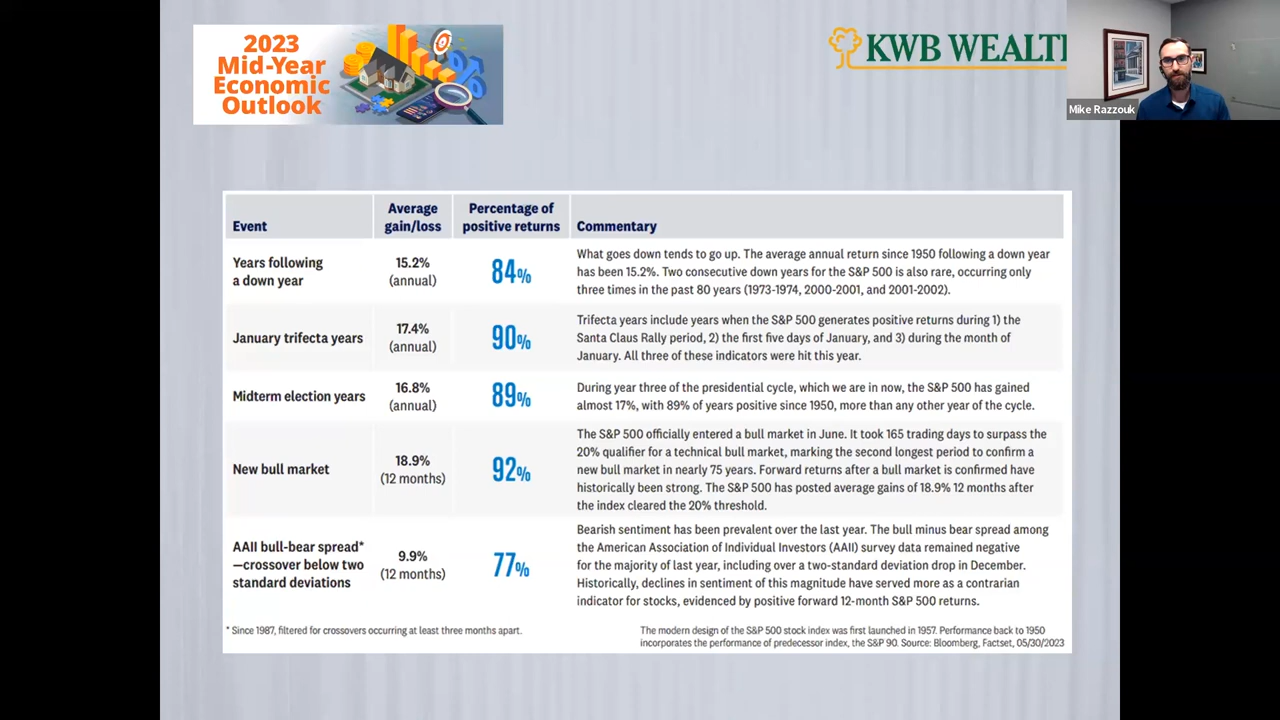 2023
Mid-Year
Economic
Outlook
KWB WEALT
Mike Razzouk
Event
Average
gain/loss
Percentage of
positive returns
Commentary
Years following
a down year
15.2%
(annual)
84%
What goes down tends to go up. The average annual return since 1950 following a down year
has been 15.2%. Two consecutive down years for the S&P 500 is also rare, occurring only
three times in the past 80 years (1973-1974, 2000-2001, and 2001-2002).
January trifecta years
17.4%
(annual)
90%
Trifecta years include years when the S&P 500 generates positive returns during 1) the
Santa Claus Rally period, 2) the first five days of January, and 3) during the month of
January. All three of these indicators were hit this year.
Midterm election years
16.8%
(annual)
89%
During year three of the presidential cycle, which we are in now, the S&P 500 has gained
almost 17%, with 89% of years positive since 1950, more than any other year of the cycle.
New bull market
18.9%
(12 months)
92%
The S&P 500 officially entered a bull market in June. It took 165 trading days to surpass the
20% qualifier for a technical bull market, marking the second longest period to confirm a
new bull market in nearly 75 years. Forward returns after a bull market is confirmed have
historically been strong. The S&P 500 has posted average gains of 18.9% 12 months after
the index cleared the 20% threshold.
AAII bull-bear spread*
—crossover below two
standard deviations
9.9%
(12 months)
77%
Bearish sentiment has been prevalent over the last year. The bull minus bear spread among
the American Association of Individual Investors (AAII) survey data remained negative
for the majority of last year, including over a two-standard deviation drop in December.
Historically, declines in sentiment of this magnitude have served more as a contrarian
indicator for stocks, evidenced by positive forward 12-month S&P 500 returns.
* Since 1987, filtered for crossovers occurring at least three months apart.
The modern design of the S&P 500 stock index was first launched in 1957. Performance back to 1950
incorporates the performance of predecessor index, the S&P 90. Source: Bloomberg, Factset, 05/30/2023